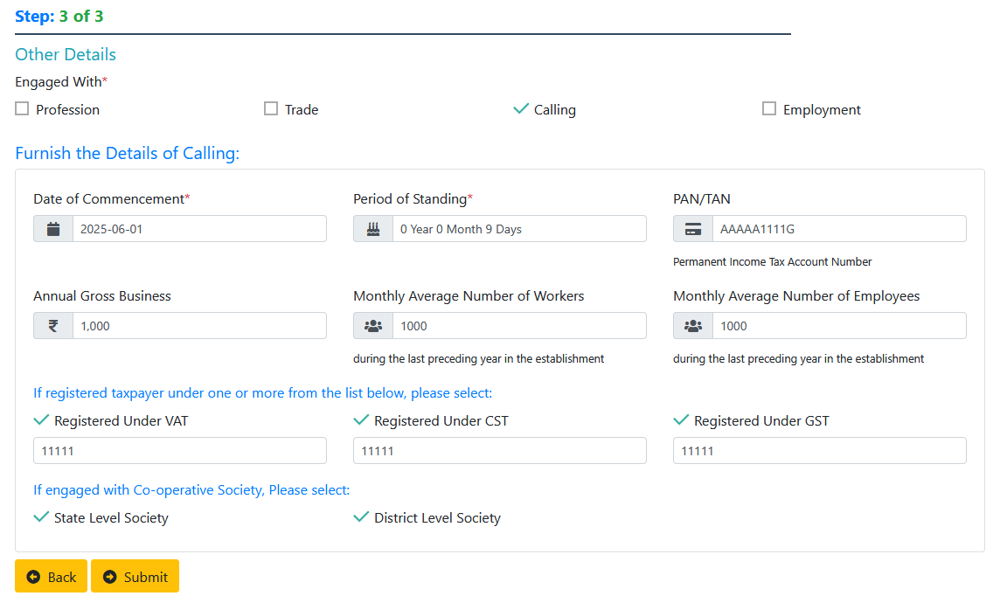 Step: 3 of 3
Other Details
Engaged With*
Profession Trade Calling Employment
Furnish the Details of Calling:
Date of Commencement* Period of Standing* PAN/TAN
2025-06-01 0 Year 0 Month 9 Days AAAAA1111G
Permanent Income Tax Account Number
Annual Gross Business Monthly Average Number of Workers Monthly Average Number of Employees
₹ 1,000 1000 1000
during the last preceding year in the establishment during the last preceding year in the establishment
If registered taxpayer under one or more from the list below, please select:
Registered Under VAT Registered Under CST Registered Under GST
11111 11111 11111
If engaged with Co-operative Society, Please select:
State Level Society District Level Society
Back Submit